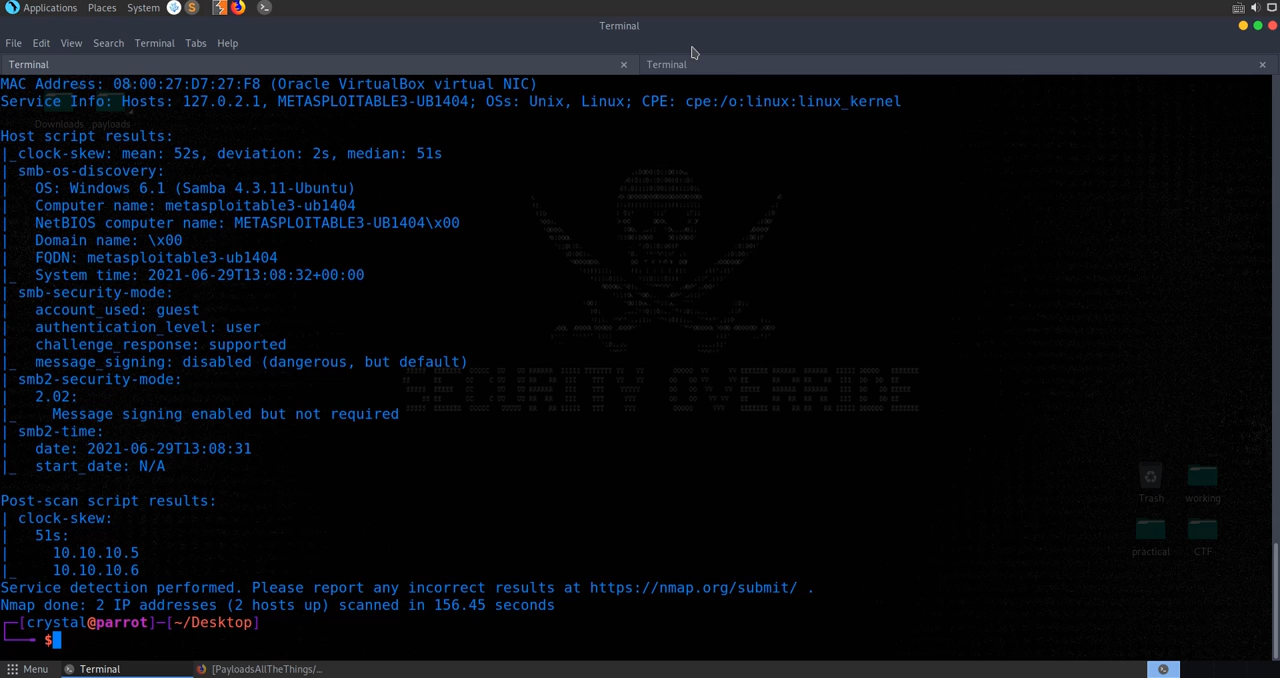 Applications Places System
Terminal
File Edit View Search Terminal Tabs Help
Terminal × Terminal ×
MAC Address: 08:00:27:D7:27:F8 (Oracle VirtualBox virtual NIC)
Service Info: Hosts: 127.0.2.1, METASPLOITABLE3-UB1404; OSs: Unix, Linux; CPE: cpe:/o:linux:linux_kernel
Downloads payloads
Host script results:
|_clock-skew: mean: 52s, deviation: 2s, median: 51s
| smb-os-discovery:
|   OS: Windows 6.1 (Samba 4.3.11-Ubuntu)
|   Computer name: metasploitable3-ub1404
|   NetBIOS computer name: METASPLOITABLE3-UB1404\x00
|   Domain name: \x00
|   FQDN: metasploitable3-ub1404
|_  System time: 2021-06-29T13:08:32+00:00
| smb-security-mode:
|   account_used: guest
|   authentication_level: user
|   challenge_response: supported
|_  message_signing: disabled (dangerous, but default)
| smb2-security-mode:
|   2.02:
|_    Message signing enabled but not required
| smb2-time:
|   date: 2021-06-29T13:08:31
|_  start_date: N/A
Post-scan script results:
| clock-skew:
|   51s:
|     10.10.10.5
|_    10.10.10.6
Service detection performed. Please report any incorrect results at https://nmap.org/submit/ .
Nmap done: 2 IP addresses (2 hosts up) scanned in 156.45 seconds
┌─[crystal@parrot]─[~/Desktop]
└──╼ $
Trash working
practical CTF
Menu Terminal [PayloadsAllTheThings/...